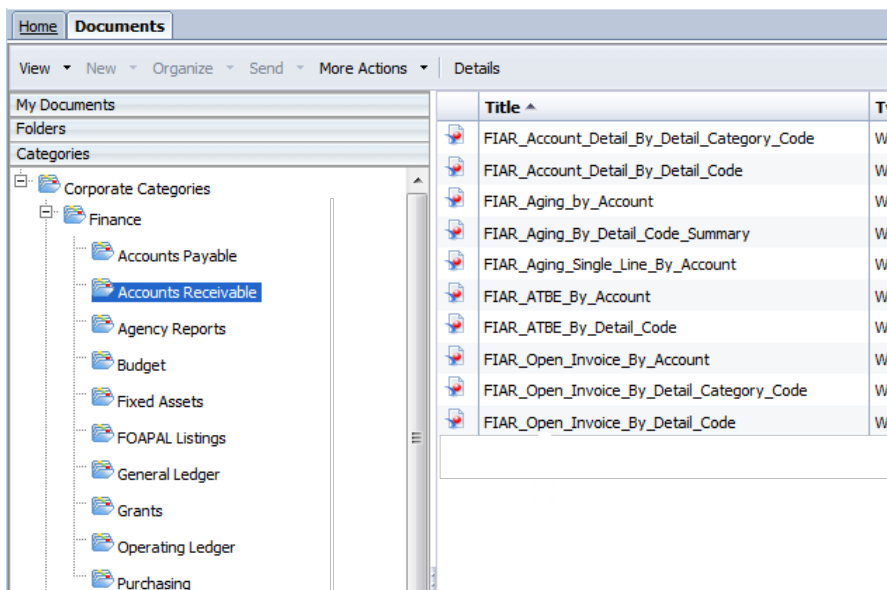 Home Documents
View New Organize Send More Actions Details
My Documents
Folders
Categories
Corporate Categories
Finance
Accounts Payable
Accounts Receivable
Agency Reports
Budget
Fixed Assets
FOAPAL Listings
General Ledger
Grants
Operating Ledger
Purchasing
Title
FIAR_Account_Detail_By_Detail_Category_Code
FIAR_Account_Detail_By_Detail_Code
FIAR_Aging_by_Account
FIAR_Aging_By_Detail_Code_Summary
FIAR_Aging_Single_Line_By_Account
FIAR_ATBE_By_Account
FIAR_ATBE_By_Detail_Code
FIAR_Open_Invoice_By_Account
FIAR_Open_Invoice_By_Detail_Category_Code
FIAR_Open_Invoice_By_Detail_Code